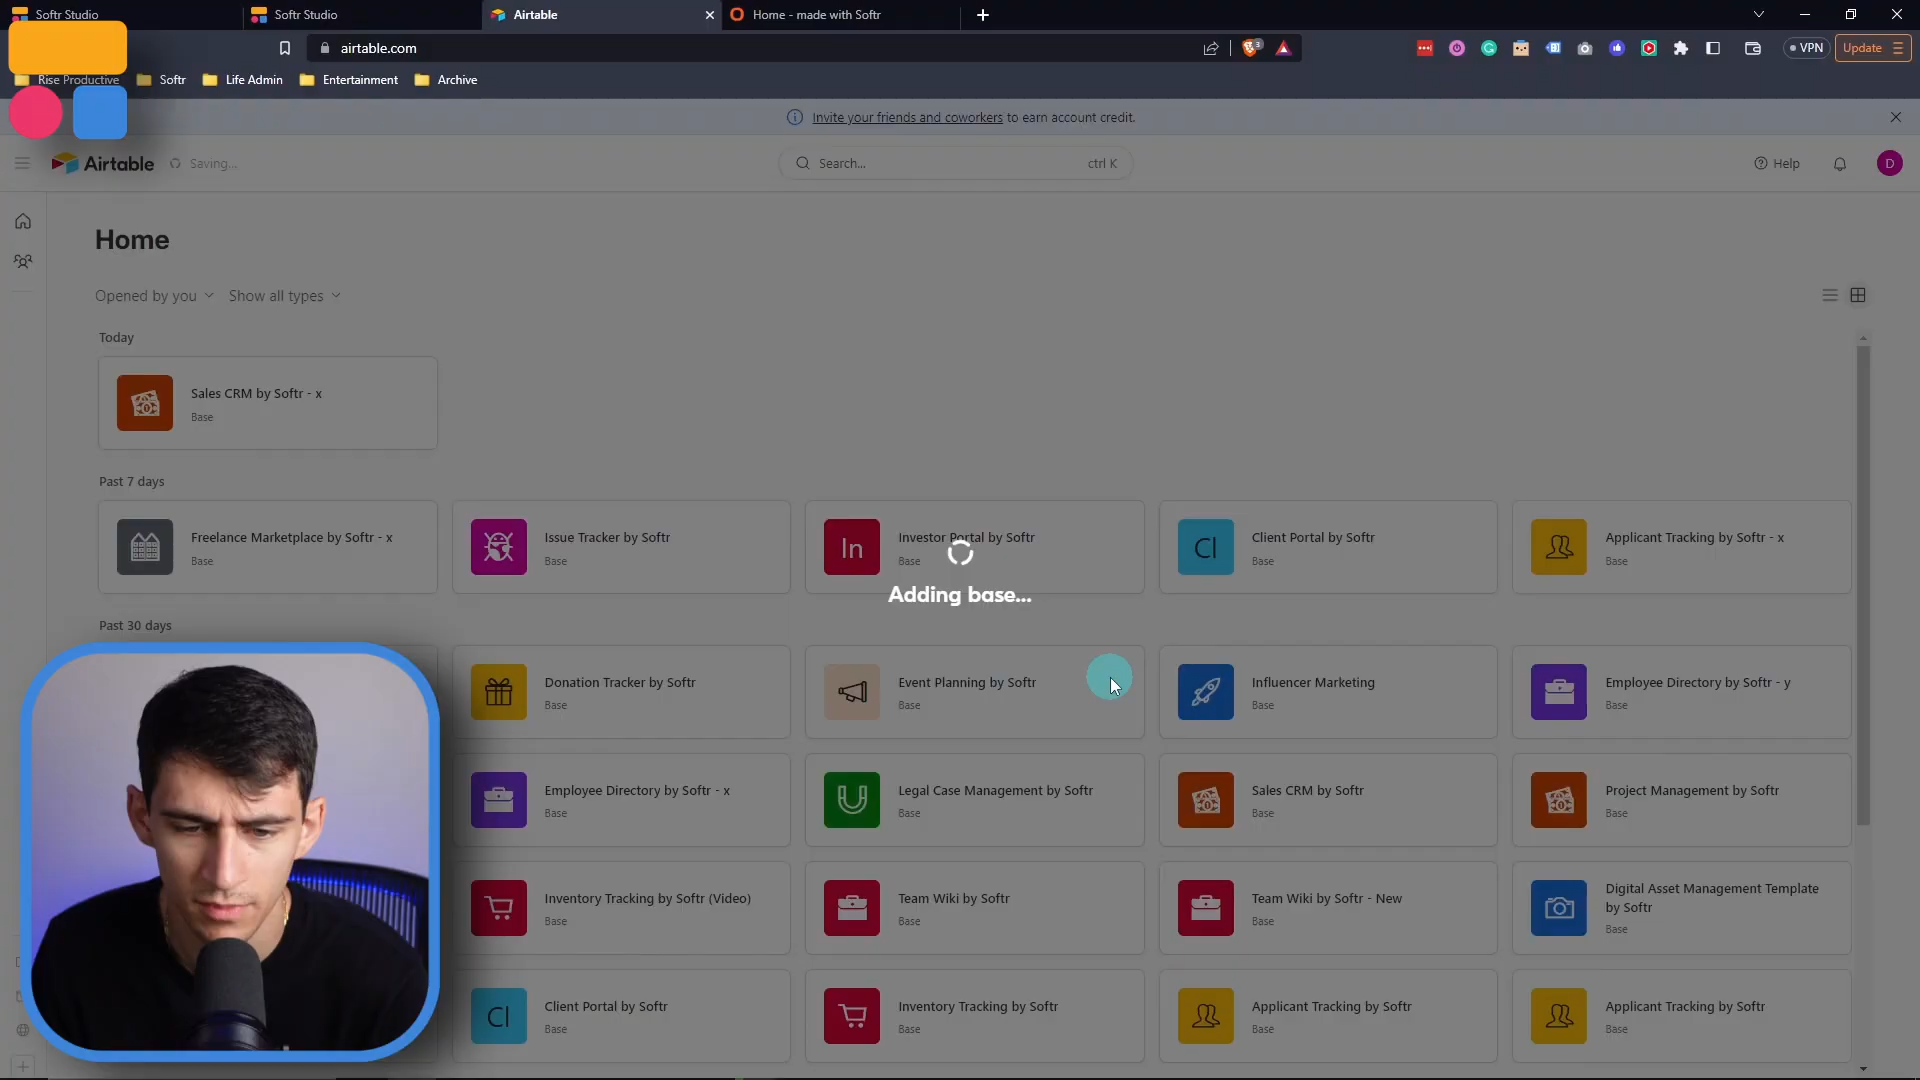 Softr Studio
Softr Studio
Airtable
Home - made with Softr
airtable.com
3
VPN
Update
Rise Productive
Softr
Life Admin
Entertainment
Archive
Invite your friends and coworkers to earn account credit.
Airtable
Saving...
Search...
ctrl K
Help
D
Home
Opened by you
Show all types
Today
Sales CRM by Softr - x
Base
Past 7 days
Freelance Marketplace by Softr - x
Base
Issue Tracker by Softr
Base
In
Investor Portal by Softr
Base
Cl
Client Portal by Softr
Base
Applicant Tracking by Softr - x
Base
Adding base...
Past 30 days
Donation Tracker by Softr
Base
Event Planning by Softr
Base
Influencer Marketing
Base
Employee Directory by Softr - y
Base
Employee Directory by Softr - x
Base
Legal Case Management by Softr
Base
Sales CRM by Softr
Base
Project Management by Softr
Base
Inventory Tracking by Softr (Video)
Base
Team Wiki by Softr
Base
Team Wiki by Softr - New
Base
Digital Asset Management Template
by Softr
Base
Cl
Client Portal by Softr
Base
Inventory Tracking by Softr
Base
Applicant Tracking by Softr
Base
Applicant Tracking by Softr
Base